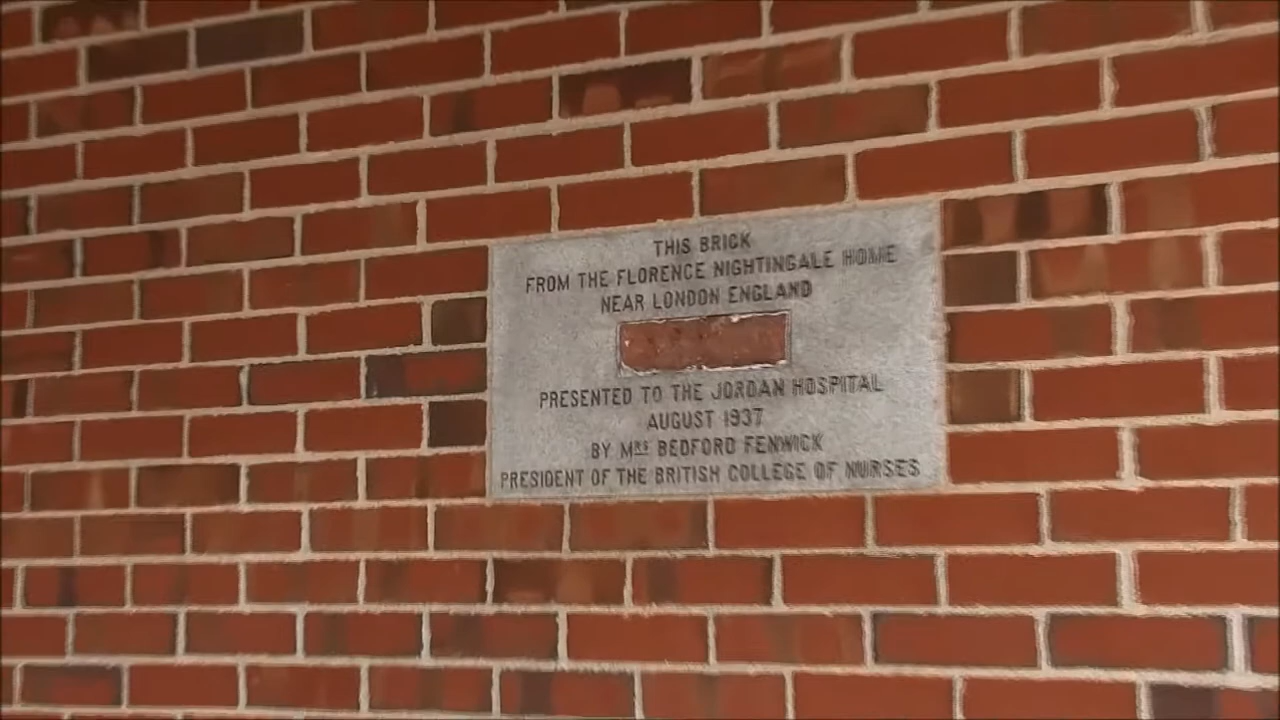 THIS BRICK
FROM THE FLORENCE NIGHTINGALE HOME
NEAR LONDON ENGLAND
PRESENTED TO THE JORDAN HOSPITAL
AUGUST 1937
BY MRS BEDFORD FENWICK
PRESIDENT OF THE BRITISH COLLEGE OF NURSES